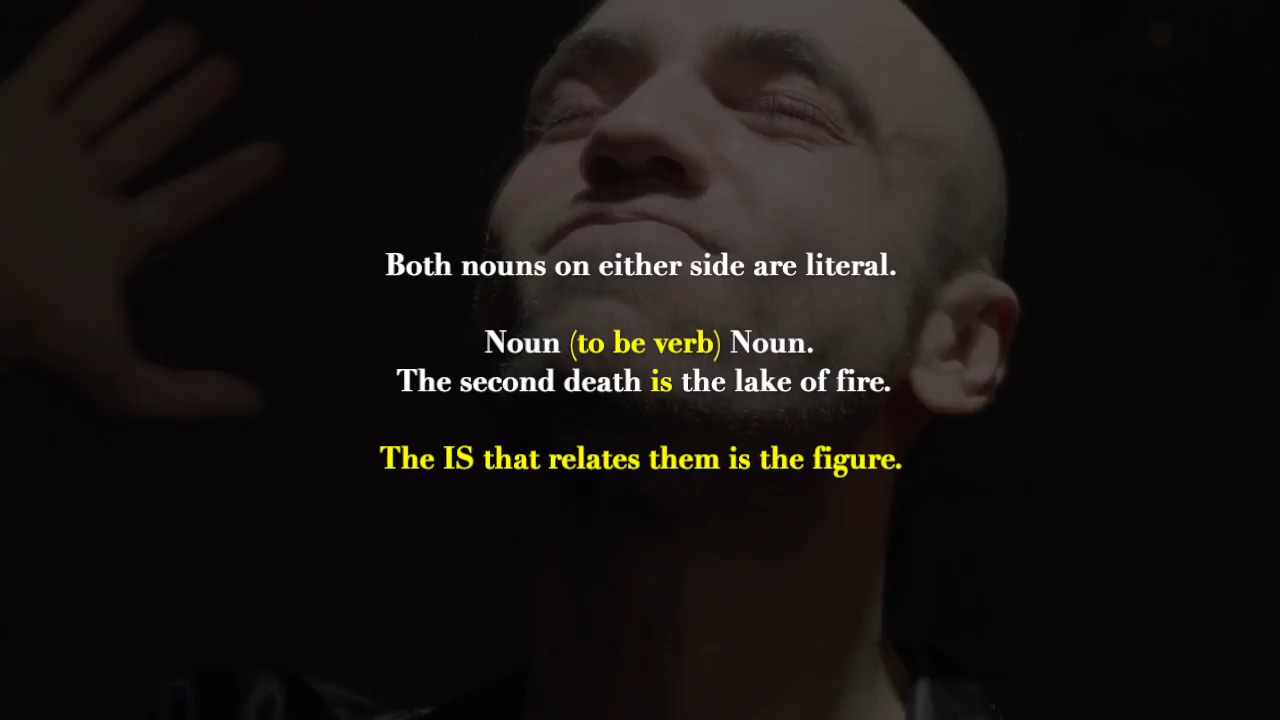 Both nouns on either side are literal.
Noun (to be verb) Noun.
The second death is the lake of fire.
The IS that relates them is the figure.